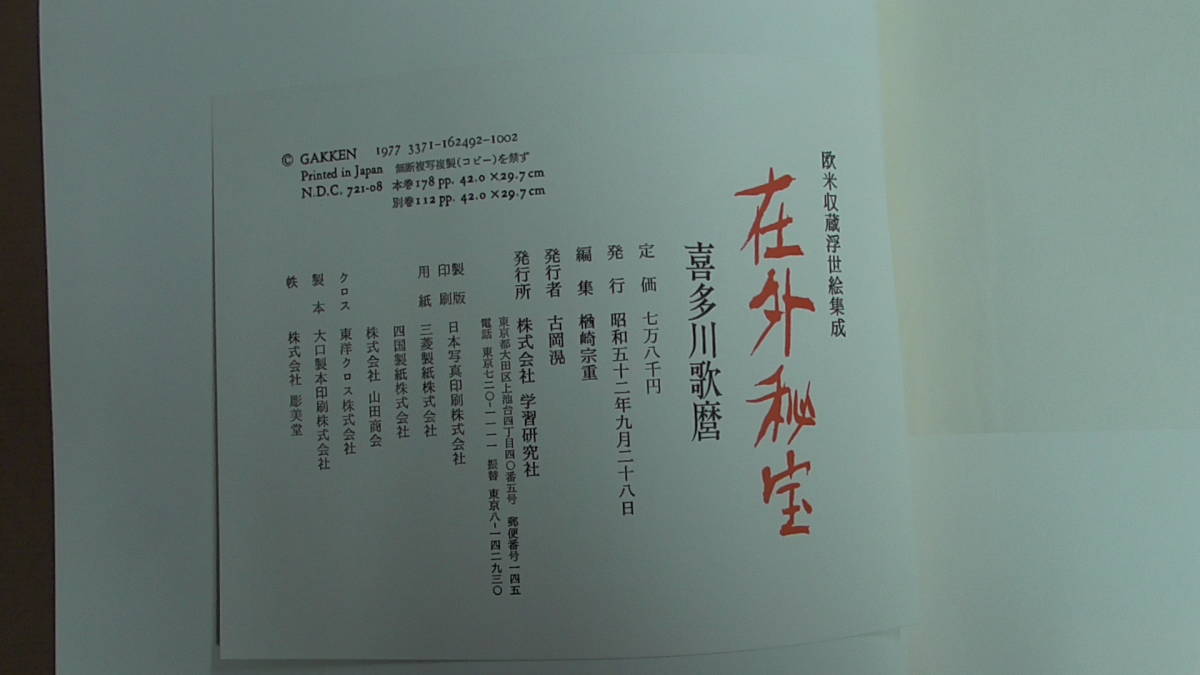 欧米収蔵浮世絵集成
在外秘宝
喜多川歌麿
定価 七万八千円
発行 昭和五十二年九月二十八日
編集 楢崎宗重
発行者 古岡滉
発行所 株式会社 学習研究社
東京都大田区上池台四丁目四〇番五号 郵便番号一四五
電話 東京七二〇-一一一一 振替 東京八-一四二九三〇
製版 印刷 日本写真印刷株式会社
用紙 三菱製紙株式会社
四国製紙株式会社
株式会社 山田商会
クロス 東洋クロス株式会社
製本 大口製本印刷株式会社
帙 株式会社 彫美堂
© GAKKEN 1977 3371-162492-1002
Printed in Japan 無断複写複製(コピー)を禁ず
N.D.C. 721-08 本巻178pp. 42.0×29.7cm
別巻112pp. 42.0×29.7cm